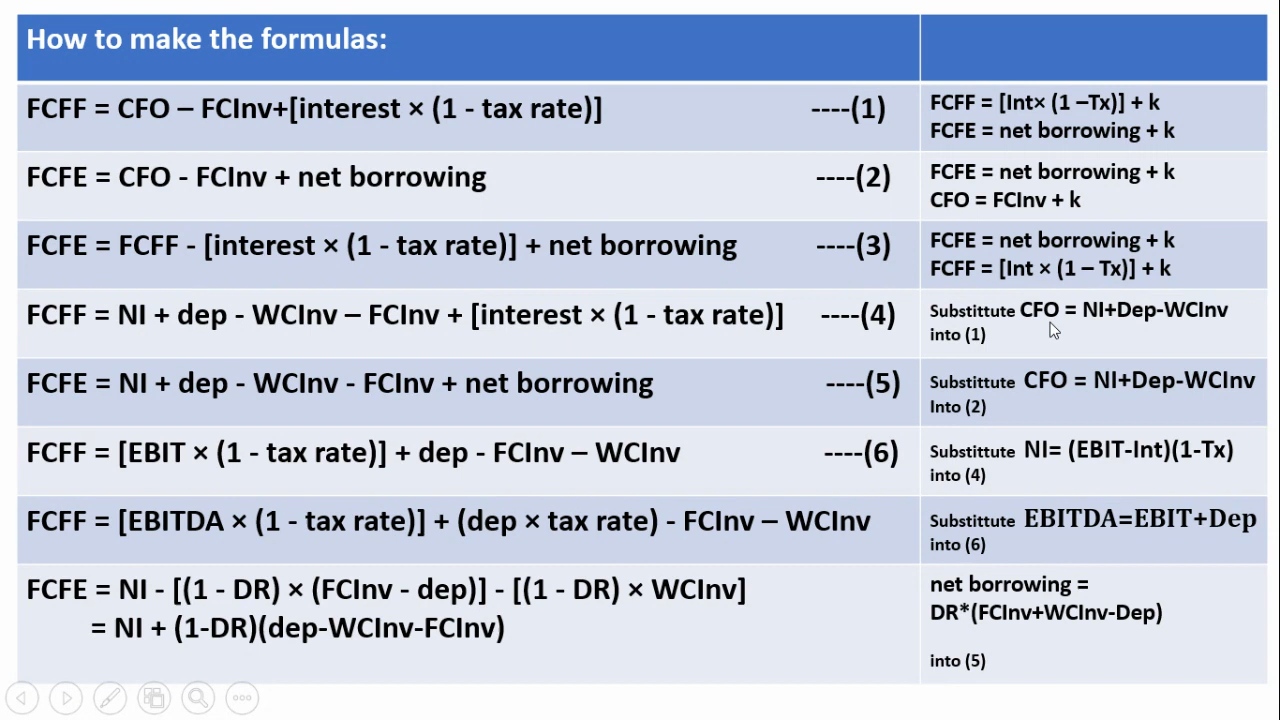 How to make the formulas:
FCFF = CFO – FCInv+[interest × (1 - tax rate)] ----(1)
FCFF = [Int× (1 –Tx)] + k
FCFE = net borrowing + k
FCFE = CFO - FCInv + net borrowing ----(2)
FCFE = net borrowing + k
CFO = FCInv + k
FCFE = FCFF - [interest × (1 - tax rate)] + net borrowing ----(3)
FCFE = net borrowing + k
FCFF = [Int × (1 – Tx)] + k
FCFF = NI + dep - WCInv – FCInv + [interest × (1 - tax rate)] ----(4)
Substittute CFO = NI+Dep-WCInv
into (1)
FCFE = NI + dep - WCInv - FCInv + net borrowing ----(5)
Substittute CFO = NI+Dep-WCInv
Into (2)
FCFF = [EBIT × (1 - tax rate)] + dep - FCInv – WCInv ----(6)
Substittute NI= (EBIT-Int)(1-Tx)
into (4)
FCFF = [EBITDA × (1 - tax rate)] + (dep × tax rate) - FCInv – WCInv
Substittute EBITDA=EBIT+Dep
into (6)
FCFE = NI - [(1 - DR) × (FCInv - dep)] - [(1 - DR) × WCInv]
= NI + (1-DR)(dep-WCInv-FCInv)
net borrowing =
DR*(FCInv+WCInv-Dep)
into (5)